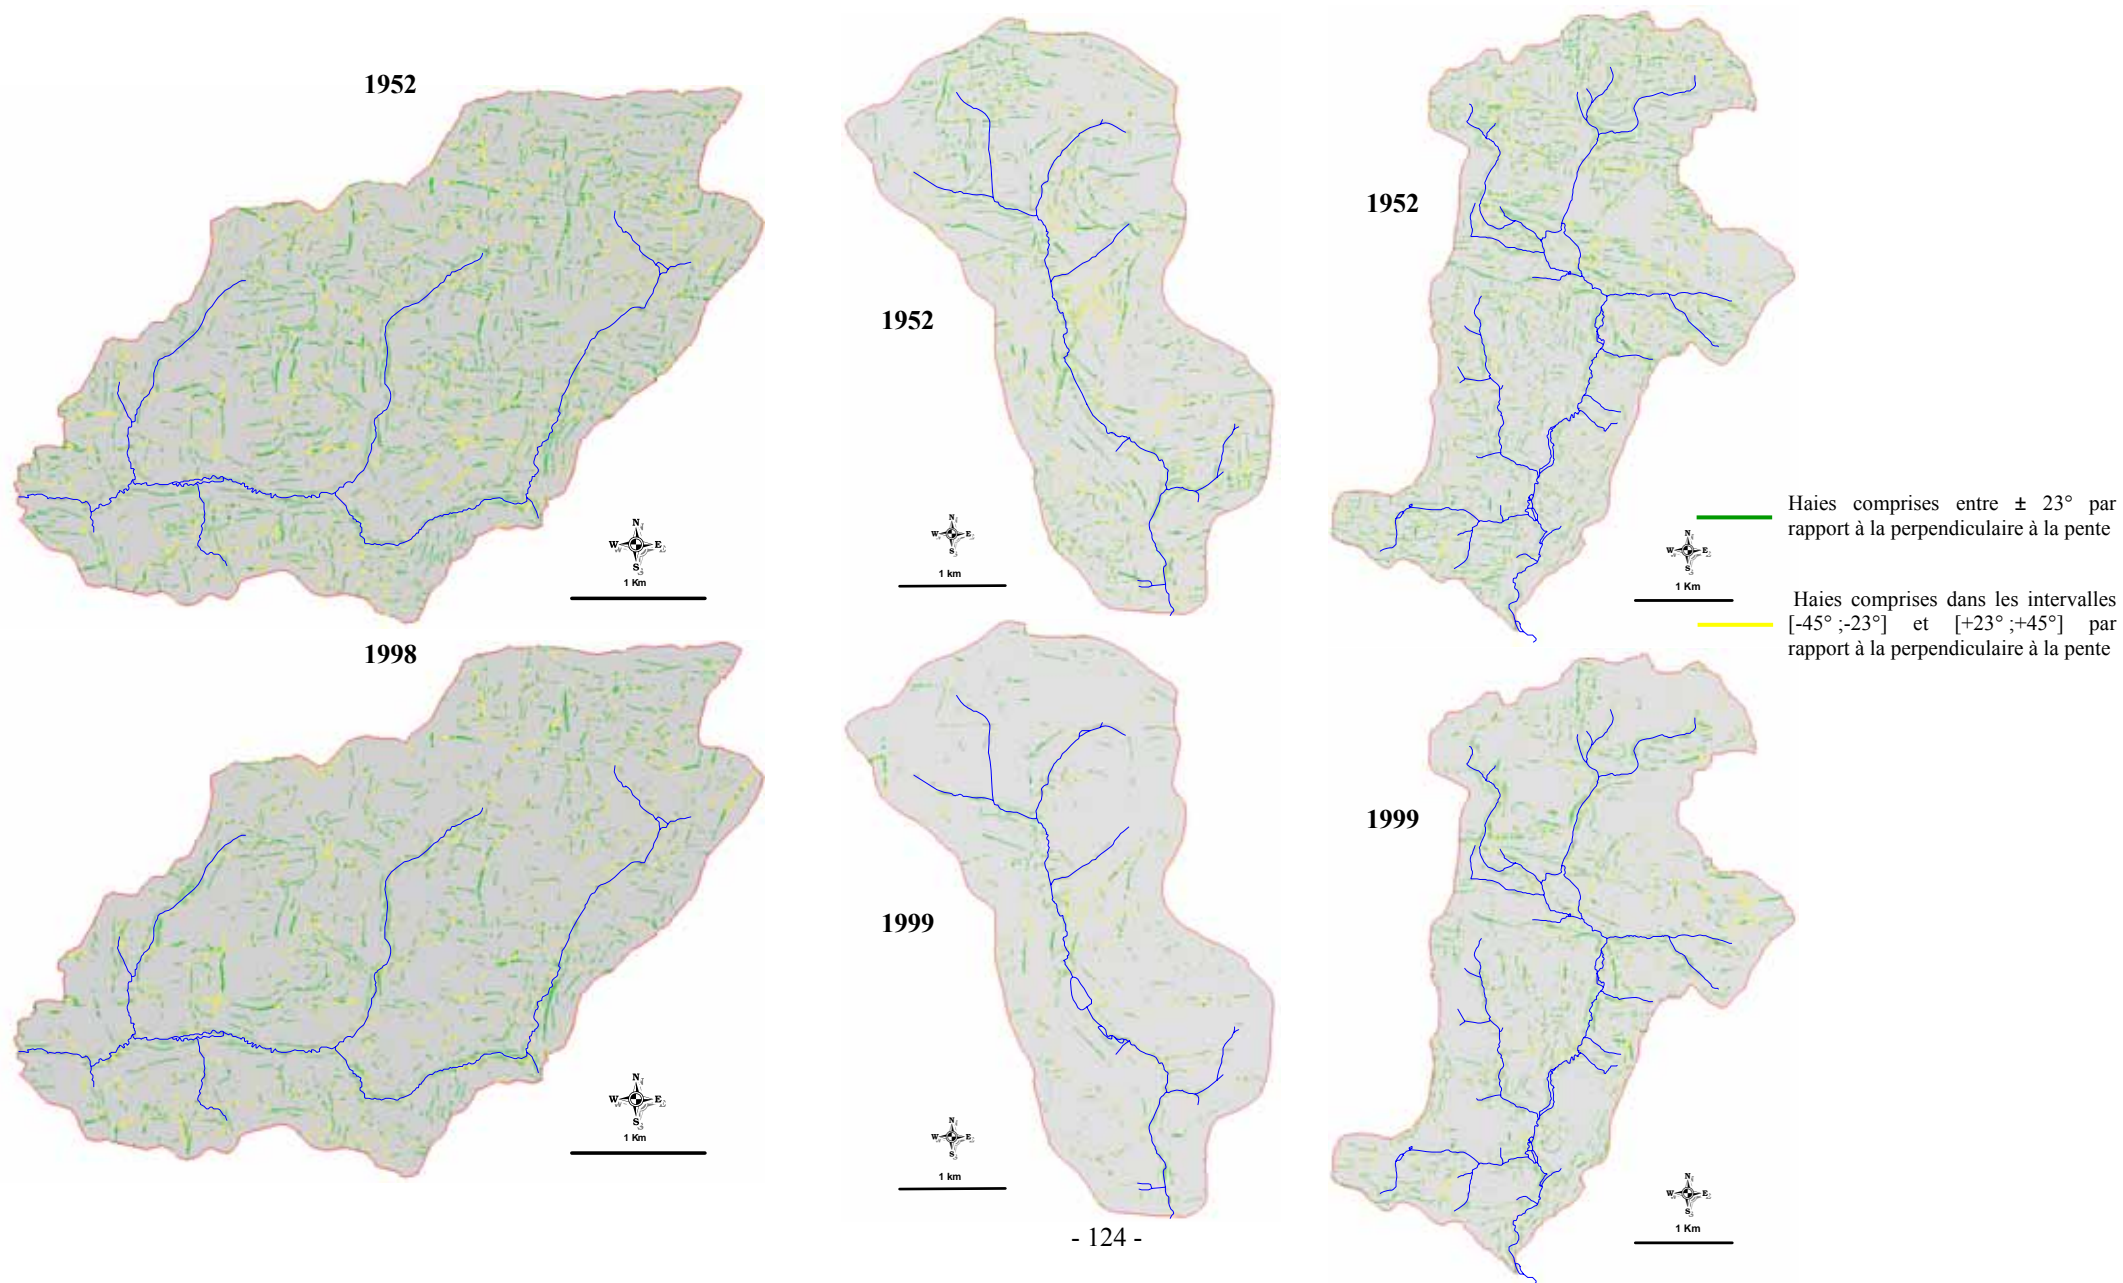 1952
1952
1952
N
W E
S
1 Km
N
W E
S
1 km
N
W E
S
1 Km
Haies comprises entre ± 23° par
rapport à la perpendiculaire à la pente
Haies comprises dans les intervalles
[-45° ;-23°] et [+23° ;+45°] par
rapport à la perpendiculaire à la pente
1998
1999
1999
N
W E
S
1 Km
N
W E
S
1 km
N
W E
S
1 Km
- 124 -